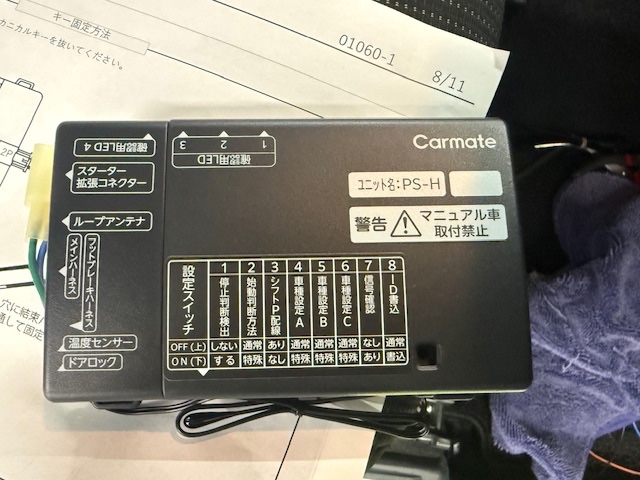 キー固定方法
カニカルキーを抜いてください。
01060-1
8/11
2P
確認用LED 4
3 2 1
確認用LED
Carmate
スターター
拡張コネクター
ユニット名:PS-H
ループアンテナ
警告 マニュアル車
取付禁止
メインハーネス
フットブレーキハーネス
温度センサー
ドアロック
設定スイッチ
1 停止判断検出
2 始動判断方法
3 シフトP配線
4 車種設定A
5 車種設定B
6 車種設定C
7 信号確認
8 ID書込
OFF(上) しない 通常 あり 通常 通常 通常 なし 通常
ON(下) する 特殊 なし 特殊 特殊 特殊 あり 書込
穴に結束
して固定